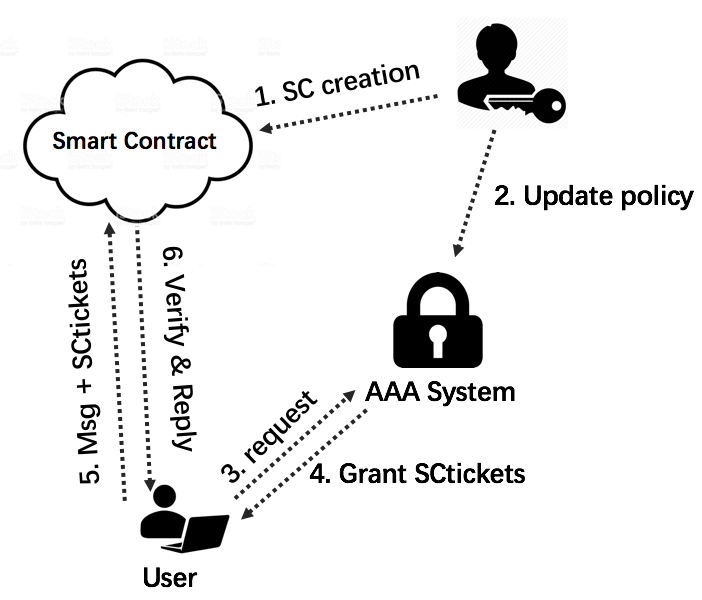 1. SC creation
Smart Contract
2. Update policy
6. Verify & Reply
5. Msg + SCtickets
AAA System
3. request
4. Grant SCtickets
User